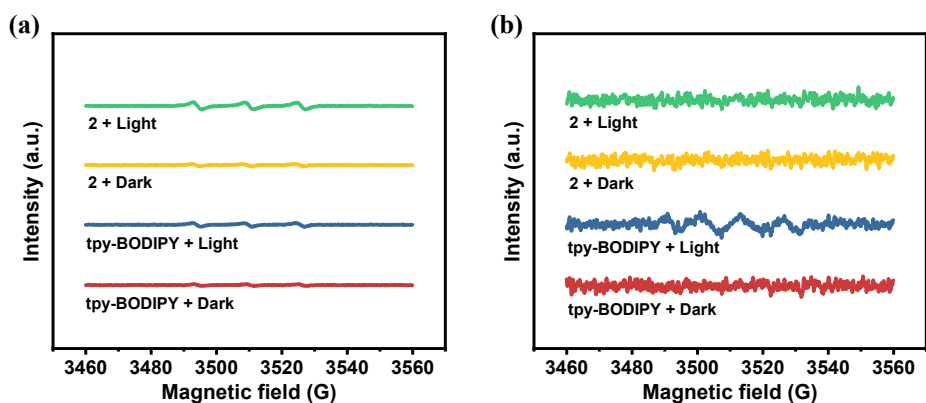 (a)
Intensity (a.u.)
2 + Light
2 + Dark
tpy-BODIPY + Light
tpy-BODIPY + Dark
3460 3480 3500 3520 3540 3560
Magnetic field (G)
(b)
Intensity (a.u.)
2 + Light
2 + Dark
tpy-BODIPY + Light
tpy-BODIPY + Dark
3460 3480 3500 3520 3540 3560
Magnetic field (G)